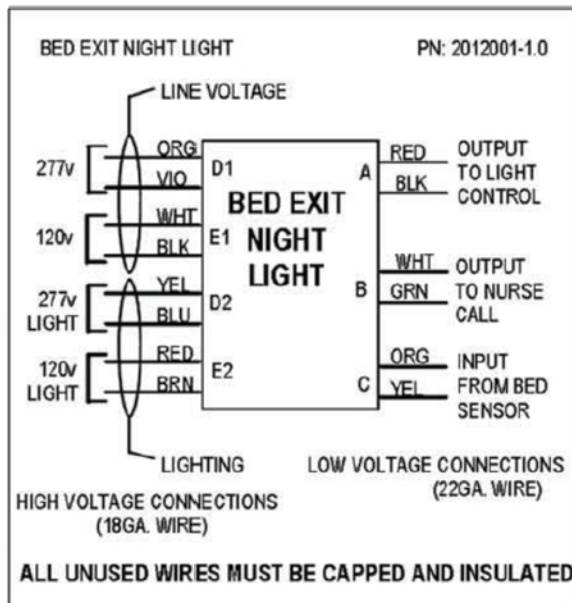 BED EXIT NIGHT LIGHT PN: 2012001-1.0
LINE VOLTAGE
277v
ORG
VIO
D1
120v
WHT
BLK
E1
277v
LIGHT
YEL
BLU
D2
120v
LIGHT
RED
BRN
E2
BED EXIT
NIGHT
LIGHT
A
RED
BLK
OUTPUT
TO LIGHT
CONTROL
B
WHT
GRN
OUTPUT
TO NURSE
CALL
C
ORG
YEL
INPUT
FROM BED
SENSOR
LIGHTING
HIGH VOLTAGE CONNECTIONS
(18GA. WIRE)
LOW VOLTAGE CONNECTIONS
(22GA. WIRE)
ALL UNUSED WIRES MUST BE CAPPED AND INSULATED